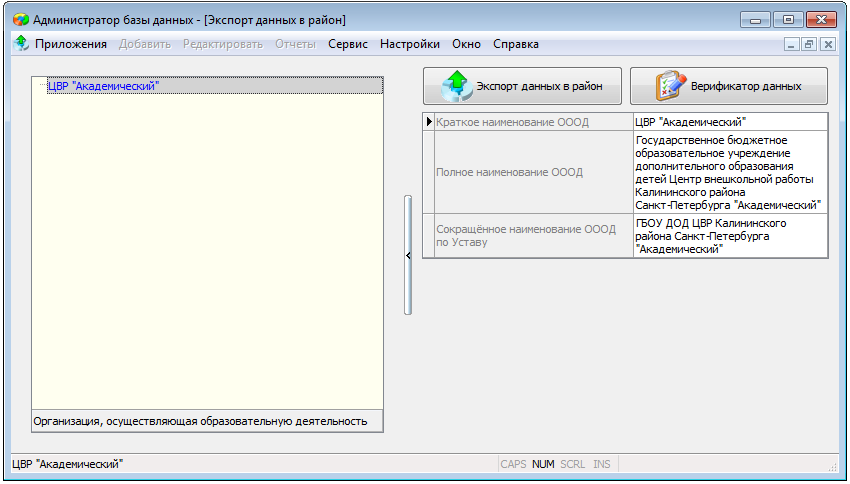 Администратор базы данных - [Экспорт данных в район]
Приложения Добавить Редактировать Отчеты Сервис Настройки Окно Справка
ЦВР "Академический"
Организация, осуществляющая образовательную деятельность
Экспорт данных в район
Верификатор данных
Краткое наименование ОООД
ЦВР "Академический"
Полное наименование ОООД
Государственное бюджетное
образовательное учреждение
дополнительного образования
детей Центр внешкольной работы
Калининского района
Санкт-Петербурга "Академический"
Сокращённое наименование ОООД
по Уставу
ГБОУ ДОД ЦВР Калининского
района Санкт-Петербурга
"Академический"
ЦВР "Академический"
CAPS NUM SCRL INS